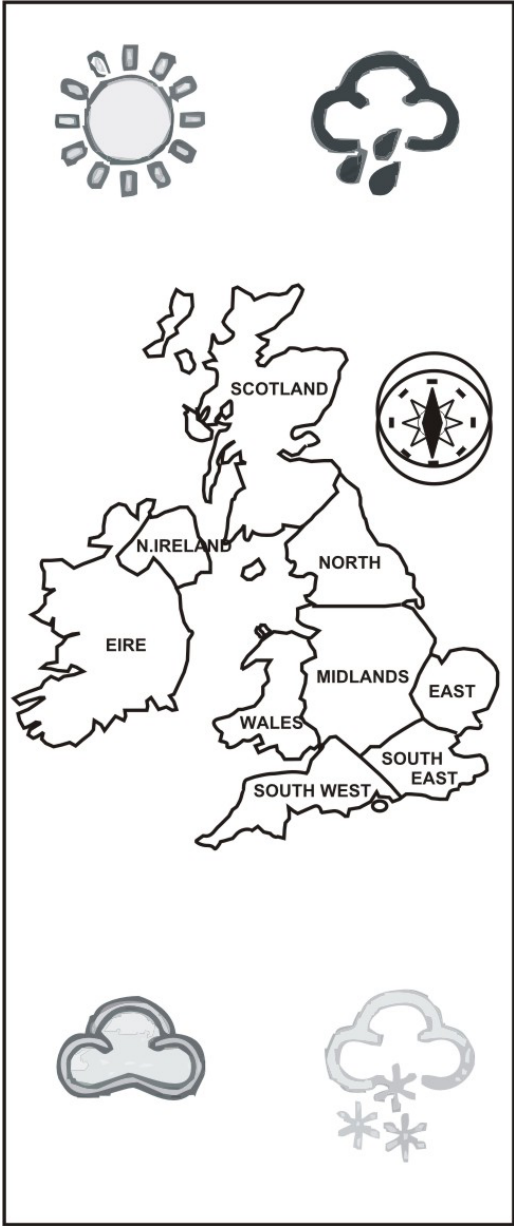 SCOTLAND
N.IRELAND
NORTH
EIRE
MIDLANDS
EAST
WALES
SOUTH
EAST
SOUTH WEST